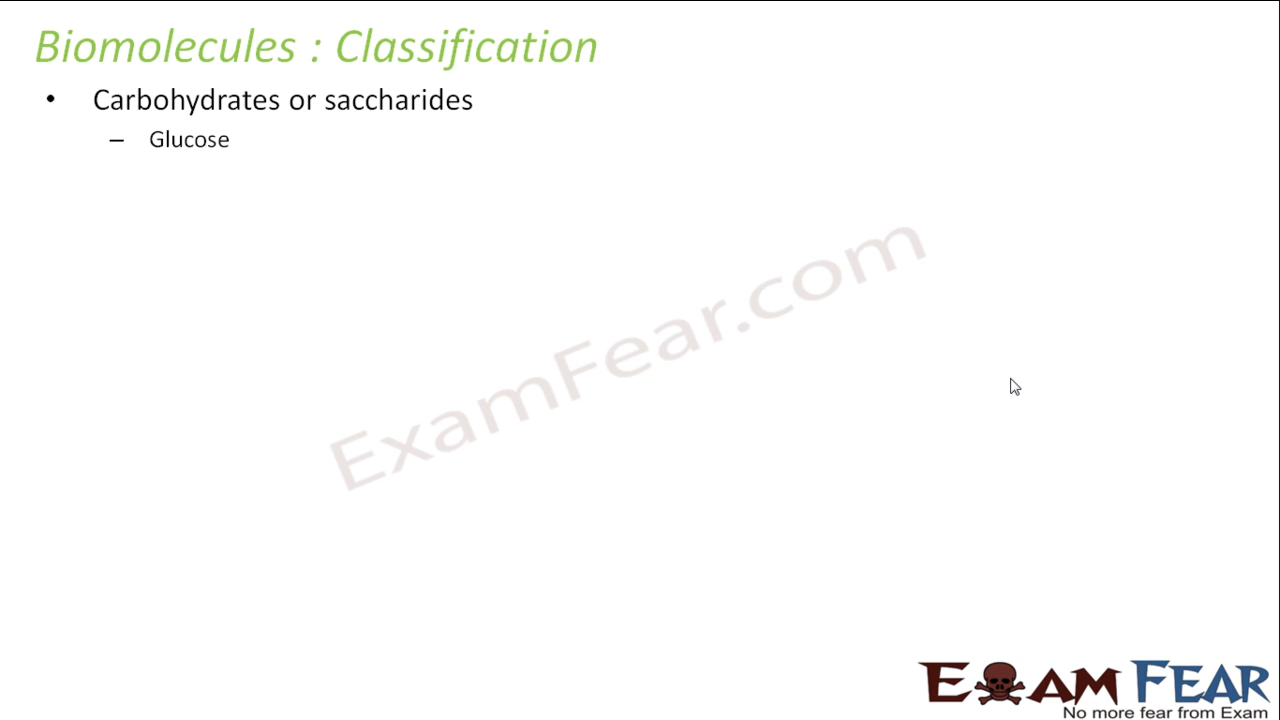 Biomolecules : Classification
• Carbohydrates or saccharides
– Glucose
ExamFear.com
EXAM FEAR
No more fear from Exam